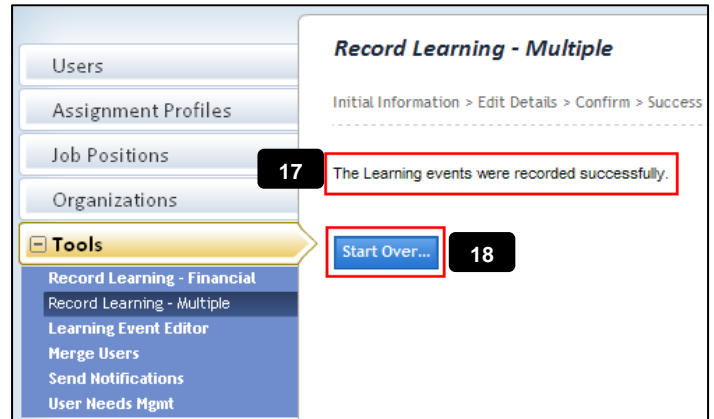 Users
Assignment Profiles
Job Positions
Organizations
Tools
Record Learning - Financial
Record Learning - Multiple
Learning Event Editor
Merge Users
Send Notifications
User Needs Mgmt
Record Learning - Multiple
Initial Information > Edit Details > Confirm > Success
17
The Learning events were recorded successfully.
Start Over...
18